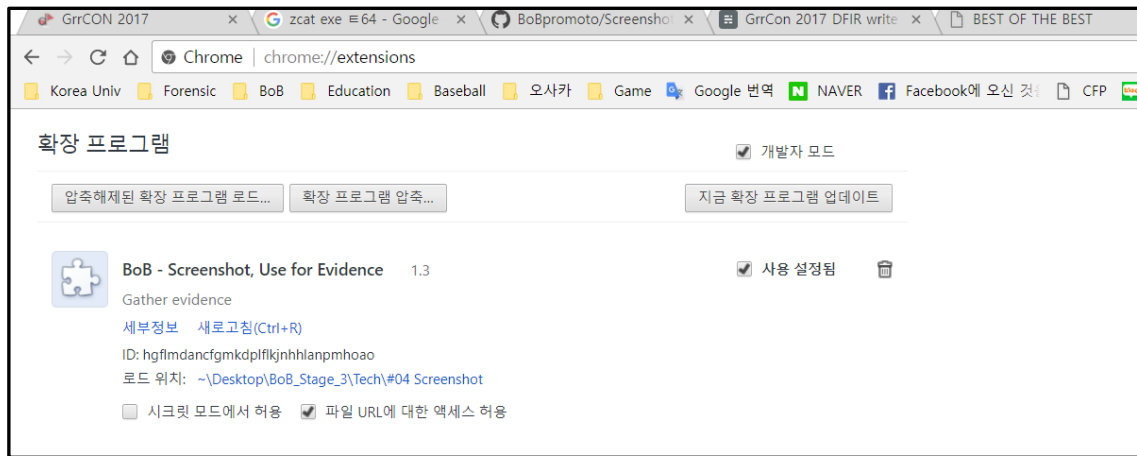 GrrCON 2017
zcat exe ㅌ64 - Google
BoBpromoto/Screenshot
GrrCon 2017 DFIR write
BEST OF THE BEST
Chrome | chrome://extensions
Korea Univ Forensic BoB Education Baseball 오사카 Game Google 번역 NAVER Facebook에 오신 것 CFP
확장 프로그램
개발자 모드
압축해제된 확장 프로그램 로드... 확장 프로그램 압축... 지금 확장 프로그램 업데이트
BoB - Screenshot, Use for Evidence 1.3
사용 설정됨
Gather evidence
세부정보 새로고침(Ctrl+R)
ID: hgflmdancfgmkdplflkjnhhlanpmhoao
로드 위치: ~\Desktop\BoB_Stage_3\Tech\#04 Screenshot
시크릿 모드에서 허용 파일 URL에 대한 액세스 허용